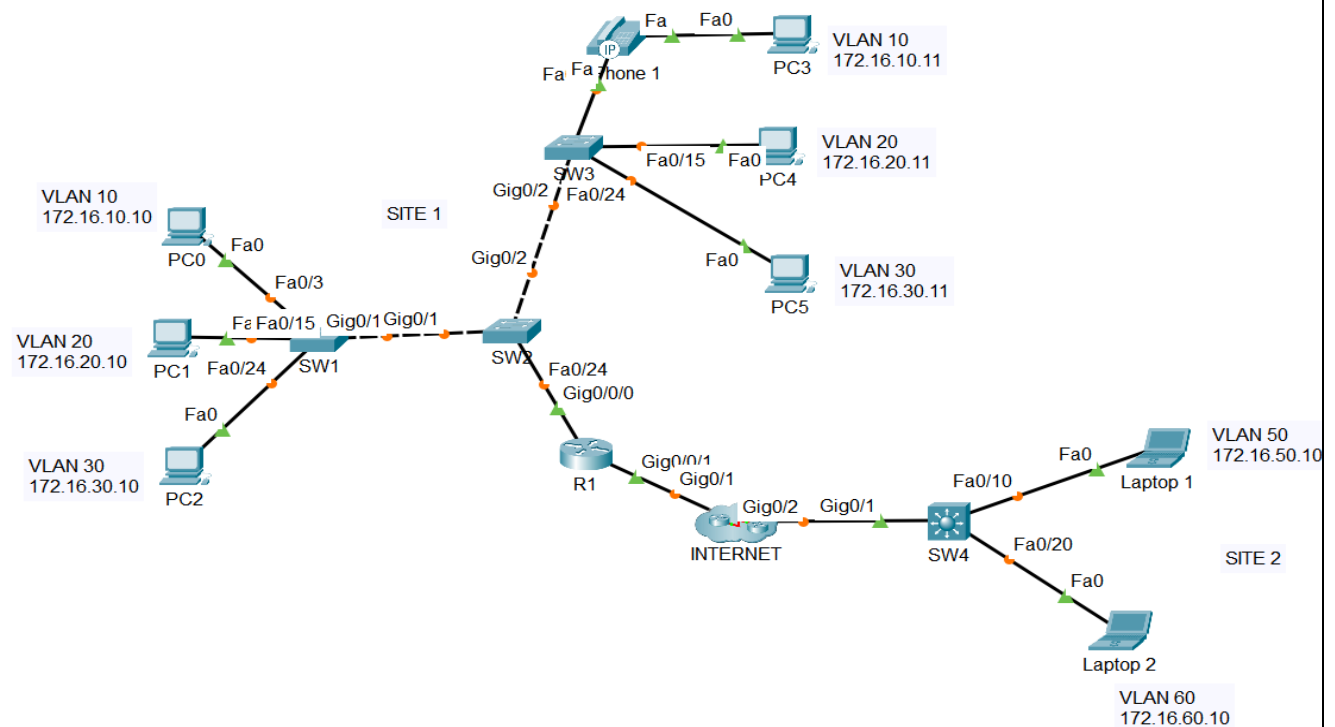 Fa
Fa0
VLAN 10
172.16.10.11
PC3
IP
Fa
hone 1
VLAN 20
172.16.20.11
Fa0/15
Fa0
PC4
SW3
Gig0/2
Fa0/24
VLAN 10
172.16.10.10
SITE 1
PC0
Fa0
Gig0/2
Fa0
VLAN 30
172.16.30.11
PC5
Fa0/3
VLAN 20
172.16.20.10
Fa0/15
Gig0/1
Gig0/1
PC1
SW1
SW2
Fa0/24
Fa0/24
Gig0/0/0
Fa0
VLAN 30
172.16.30.10
PC2
R1
Gig0/0/1
Gig0/1
Gig0/2
Gig0/1
INTERNET
SW4
Fa0/10
Fa0
VLAN 50
172.16.50.10
Laptop 1
Fa0/20
Fa0
SITE 2
Laptop 2
VLAN 60
172.16.60.10